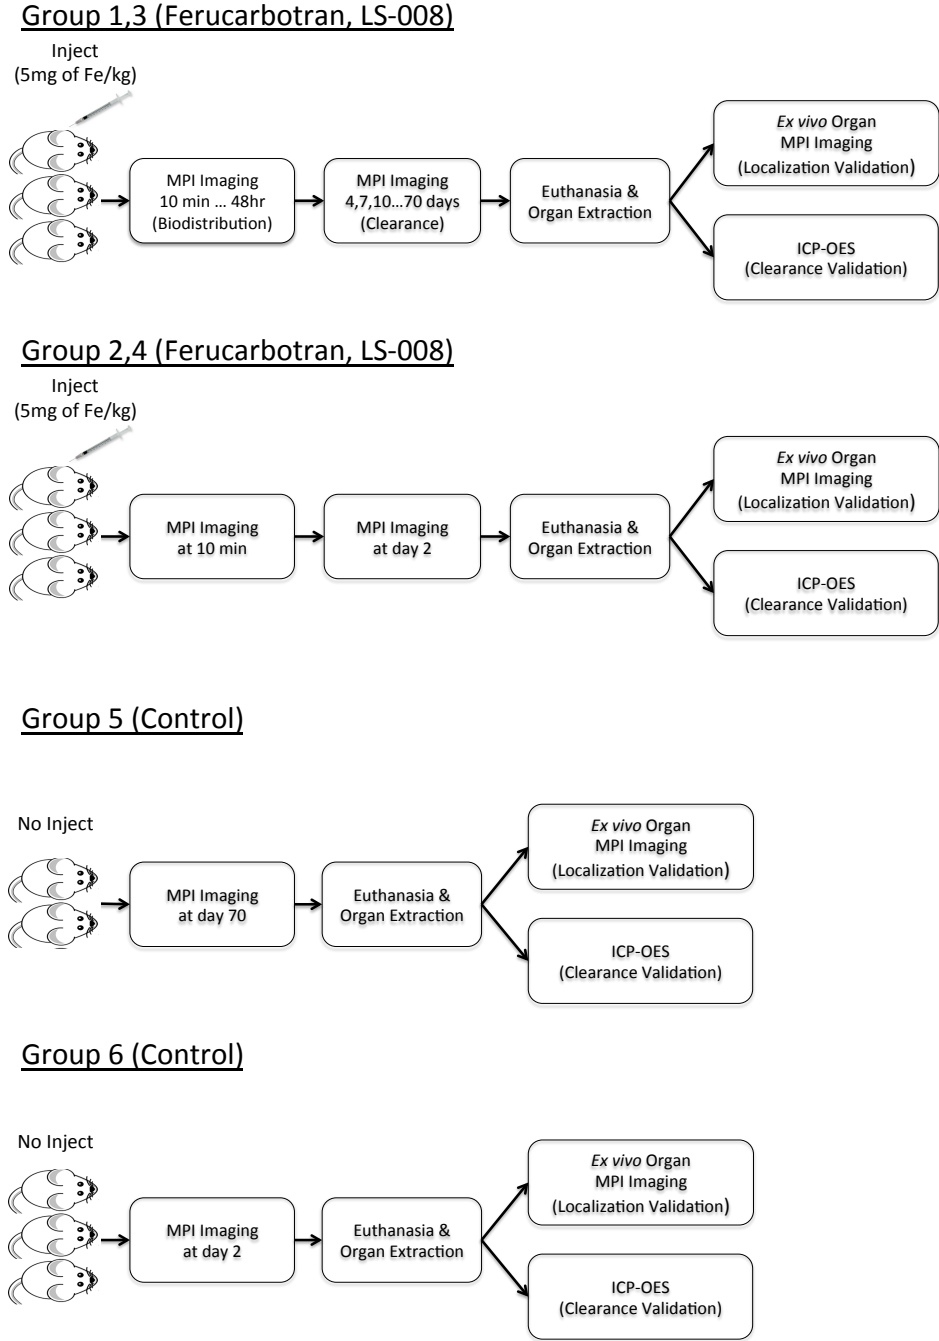 Group 1,3 (Ferucarbotran, LS-008)
Inject
(5mg of Fe/kg)
MPI Imaging
10 min ... 48hr
(Biodistribution)
MPI Imaging
4,7,10...70 days
(Clearance)
Euthanasia &
Organ Extraction
Ex vivo Organ
MPI Imaging
(Localization Validation)
ICP-OES
(Clearance Validation)
Group 2,4 (Ferucarbotran, LS-008)
Inject
(5mg of Fe/kg)
MPI Imaging
at 10 min
MPI Imaging
at day 2
Euthanasia &
Organ Extraction
Ex vivo Organ
MPI Imaging
(Localization Validation)
ICP-OES
(Clearance Validation)
Group 5 (Control)
No Inject
MPI Imaging
at day 70
Euthanasia &
Organ Extraction
Ex vivo Organ
MPI Imaging
(Localization Validation)
ICP-OES
(Clearance Validation)
Group 6 (Control)
No Inject
MPI Imaging
at day 2
Euthanasia &
Organ Extraction
Ex vivo Organ
MPI Imaging
(Localization Validation)
ICP-OES
(Clearance Validation)